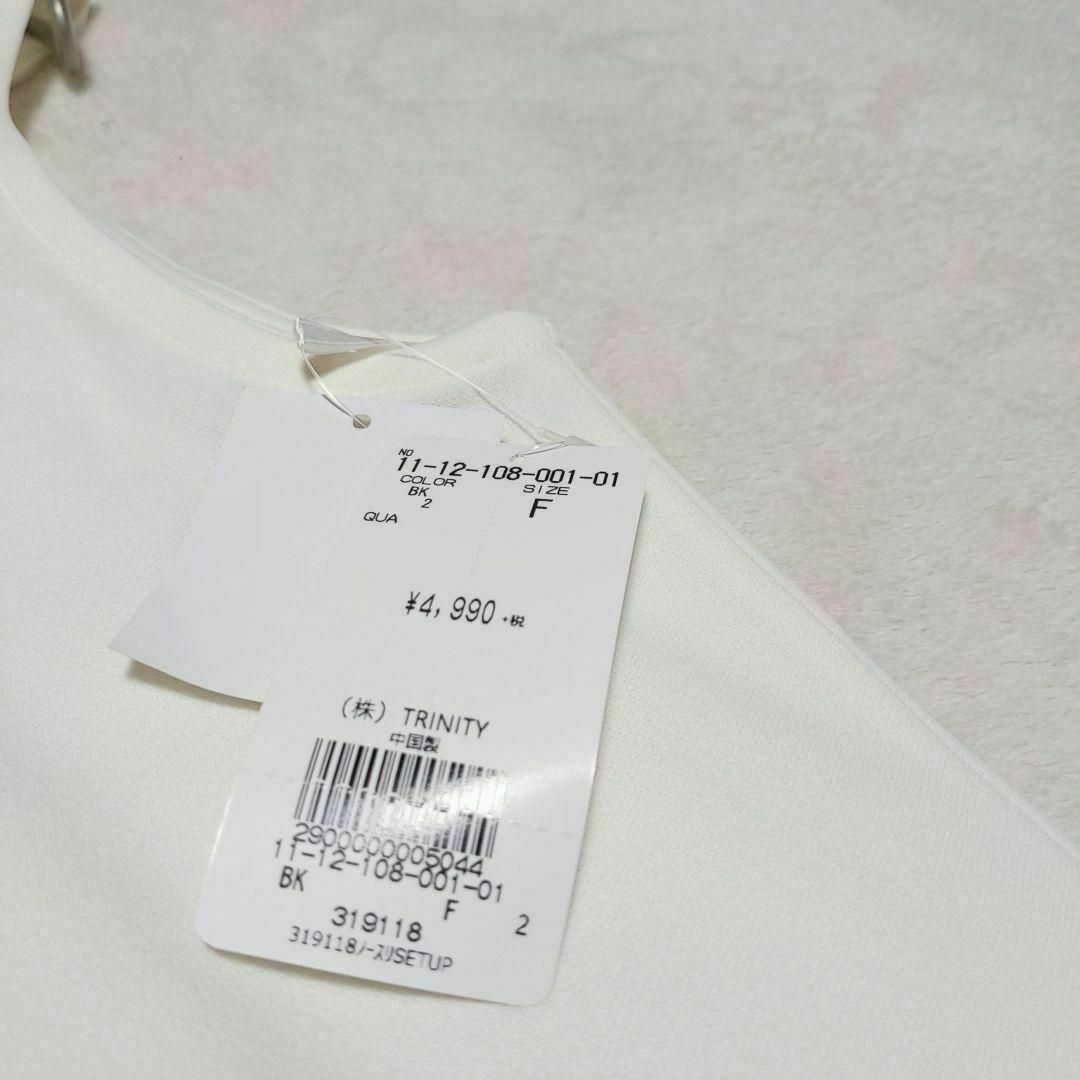 NO
11-12-108-001-01
COLOR SIZE
BK F
2
QUA
¥4,990 +税
(株) TRINITY
中国製
2900000005044
11-12-108-001-01
BK F 2
319118
319118ノースリSETUP